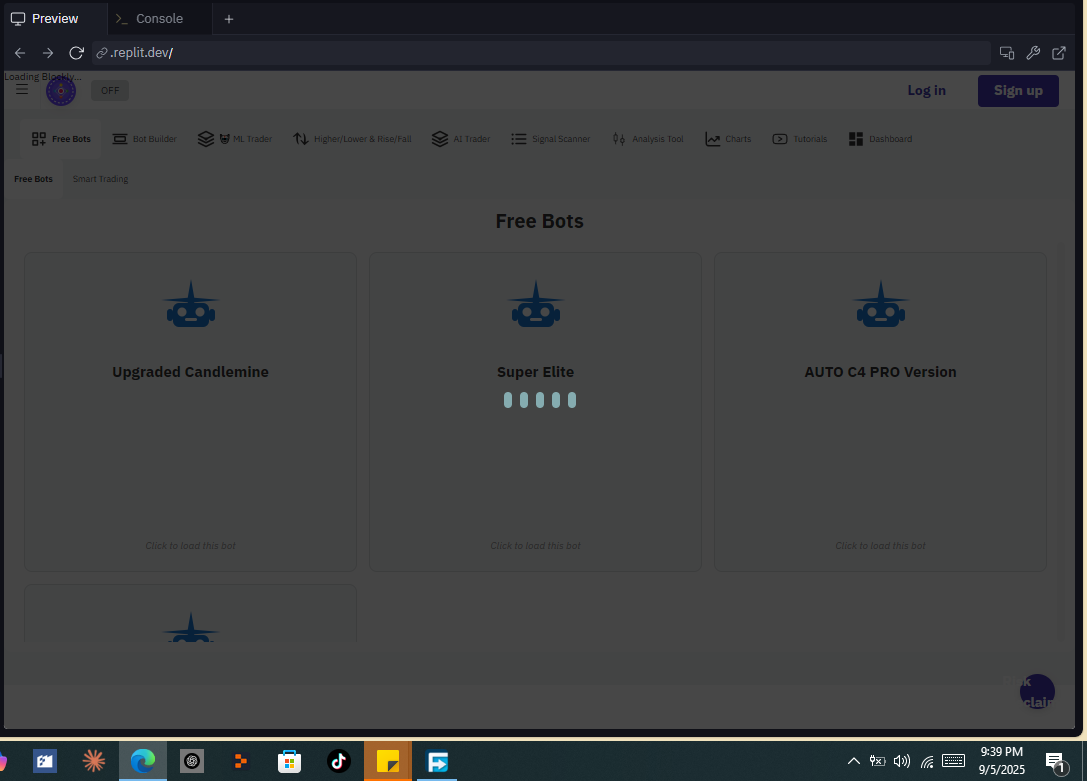 Preview
Console
.replit.dev/
Loading Blockly...
OFF
Log in
Sign up
Free Bots
Bot Builder
ML Trader
Higher/Lower & Rise/Fall
AI Trader
Signal Scanner
Analysis Tool
Charts
Tutorials
Dashboard
Free Bots
Smart Trading
Free Bots
Upgraded Candlemine
Super Elite
AUTO C4 PRO Version
Click to load this bot
Click to load this bot
Click to load this bot
9:39 PM
9/5/2025
1